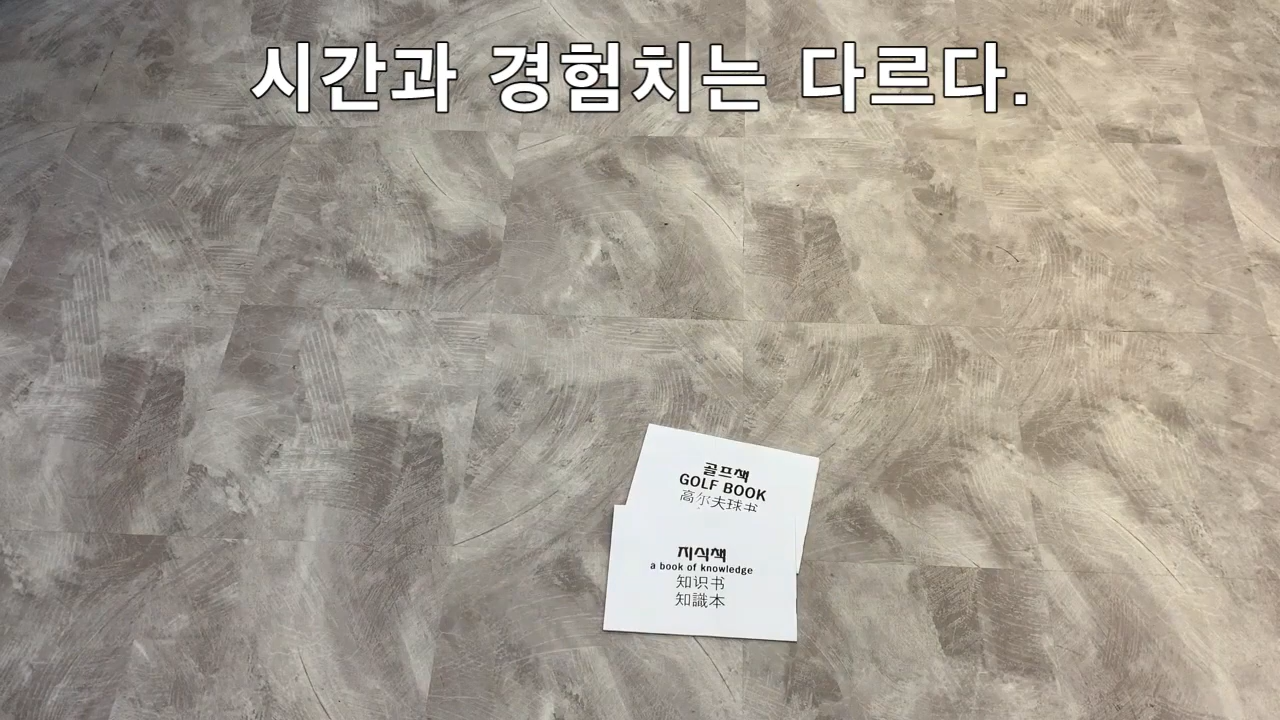 시간과 경험치는 다르다.
골프책
GOLF BOOK
高尔夫球书
지식책
a book of knowledge
知识书
知識本